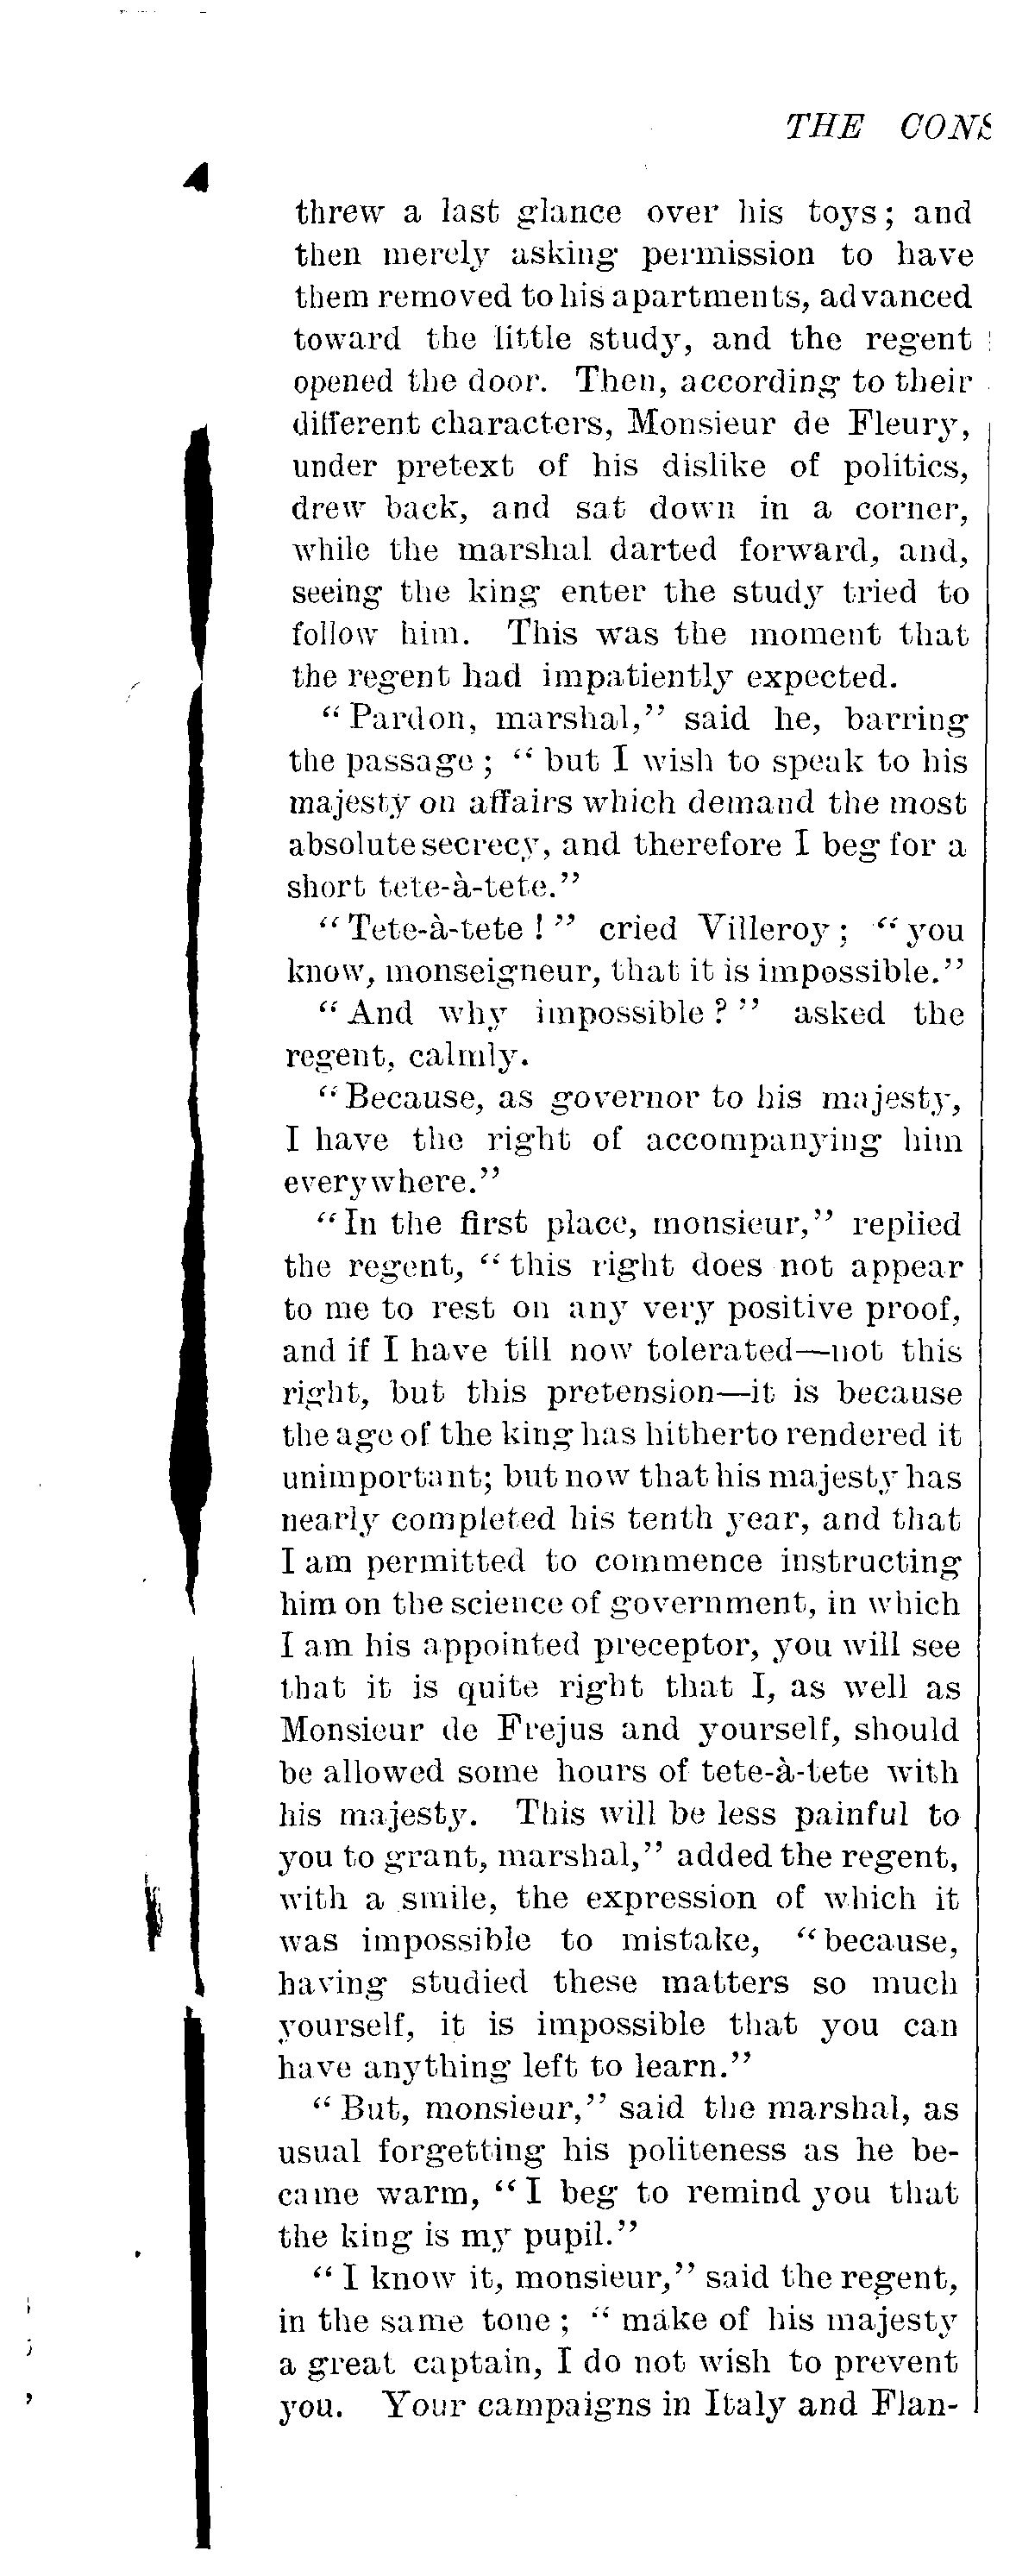 THE CONS
threw a last glance over his toys; and
then merely asking permission to have
them removed to his apartments, advanced
toward the little study, and the regent
opened the door. Then, according to their
different characters, Monsieur de Fleury,
under pretext of his dislike of politics,
drew back, and sat down in a corner,
while the marshal darted forward, and,
seeing the king enter the study tried to
follow him. This was the moment that
the regent had impatiently expected.
"Pardon, marshal," said he, barring
the passage; "but I wish to speak to his
majesty on affairs which demand the most
absolute secrecy, and therefore I beg for a
short tete-à-tete."
"Tete-à-tete!" cried Villeroy; "you
know, monseigneur, that it is impossible."
"And why impossible?" asked the
regent, calmly.
"Because, as governor to his majesty,
I have the right of accompanying him
everywhere."
"In the first place, monsieur," replied
the regent, "this right does not appear
to me to rest on any very positive proof,
and if I have till now tolerated—not this
right, but this pretension—it is because
the age of the king has hitherto rendered it
unimportant; but now that his majesty has
nearly completed his tenth year, and that
I am permitted to commence instructing
him on the science of government, in which
I am his appointed preceptor, you will see
that it is quite right that I, as well as
Monsieur de Frejus and yourself, should
be allowed some hours of tete-à-tete with
his majesty. This will be less painful to
you to grant, marshal," added the regent,
with a smile, the expression of which it
was impossible to mistake, "because,
having studied these matters so much
yourself, it is impossible that you can
have anything left to learn."
"But, monsieur," said the marshal, as
usual forgetting his politeness as he be-
came warm, "I beg to remind you that
the king is my pupil."
"I know it, monsieur," said the regent,
in the same tone; "make of his majesty
a great captain, I do not wish to prevent
you. Your campaigns in Italy and Flan-